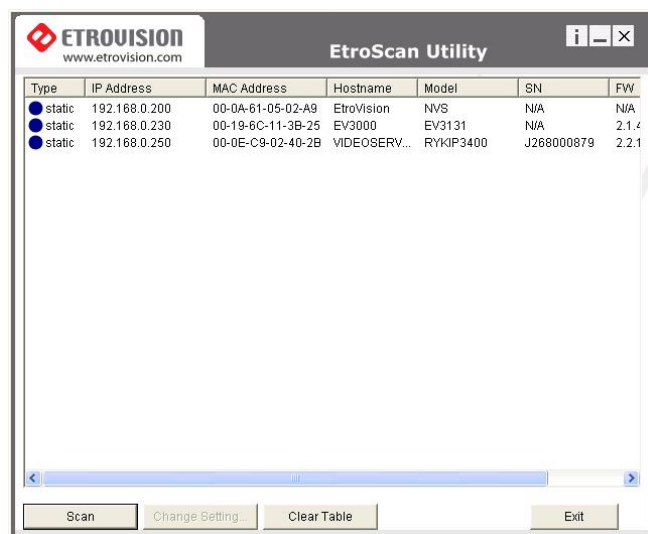 ETROVISION
www.etrovision.com
EtroScan Utility
Type IP Address MAC Address Hostname Model SN FW
static 192.168.0.200 00-0A-61-05-02-A9 EtroVision NVS N/A N/A
static 192.168.0.230 00-19-6C-11-3B-25 EV3000 EV3131 N/A 2.1.4
static 192.168.0.250 00-0E-C9-02-40-2B VIDEOSERV... RYKIP3400 J268000879 2.2.1
Scan Change Setting... Clear Table Exit